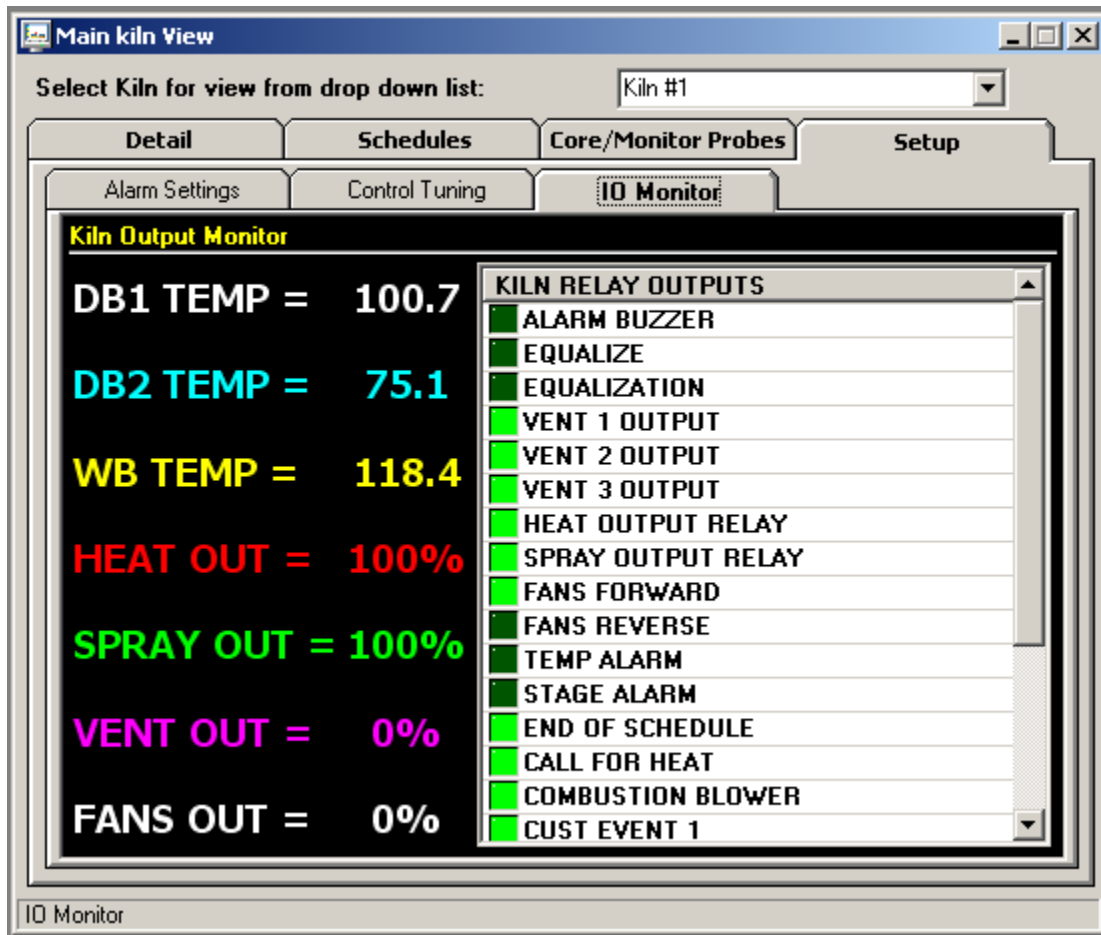 Main kiln View
Select Kiln for view from drop down list:
Kiln #1
Detail
Schedules
Core/Monitor Probes
Setup
Alarm Settings
Control Tuning
IO Monitor
Kiln Output Monitor
DB1 TEMP = 100.7
DB2 TEMP = 75.1
WB TEMP = 118.4
HEAT OUT = 100%
SPRAY OUT = 100%
VENT OUT = 0%
FANS OUT = 0%
KILN RELAY OUTPUTS
ALARM BUZZER
EQUALIZE
EQUALIZATION
VENT 1 OUTPUT
VENT 2 OUTPUT
VENT 3 OUTPUT
HEAT OUTPUT RELAY
SPRAY OUTPUT RELAY
FANS FORWARD
FANS REVERSE
TEMP ALARM
STAGE ALARM
END OF SCHEDULE
CALL FOR HEAT
COMBUSTION BLOWER
CUST EVENT 1
IO Monitor